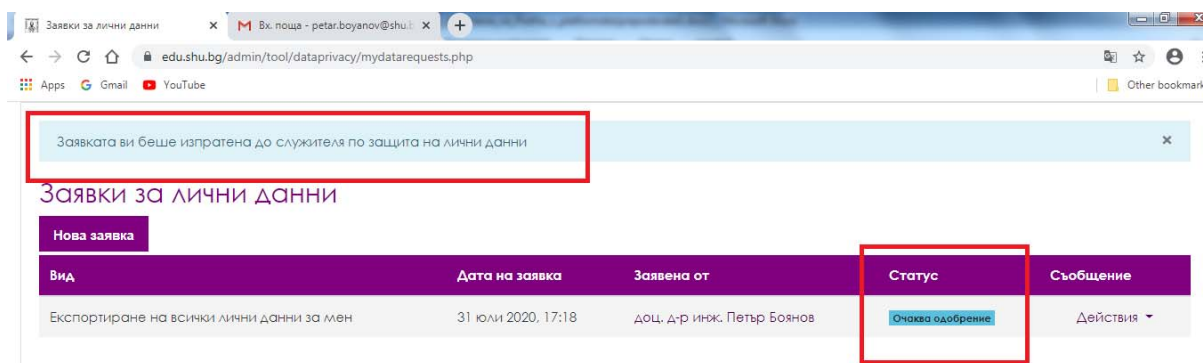 Заявки за лични данни
Вх. поща - petar.boyanov@shu.b
edu.shu.bg/admin/tool/dataprivacy/mydatarequests.php
Apps Gmail YouTube Other bookmark
Заявката ви беше изпратена до служителя по защита на лични данни
Заявки за лични данни
Нова заявка
Вид Дата на заявка Заявена от Статус Съобщение
Експортиране на всички лични данни за мен 31 юли 2020, 17:18 доц. д-р инж. Петър Боянов Очаква одобрение Действия